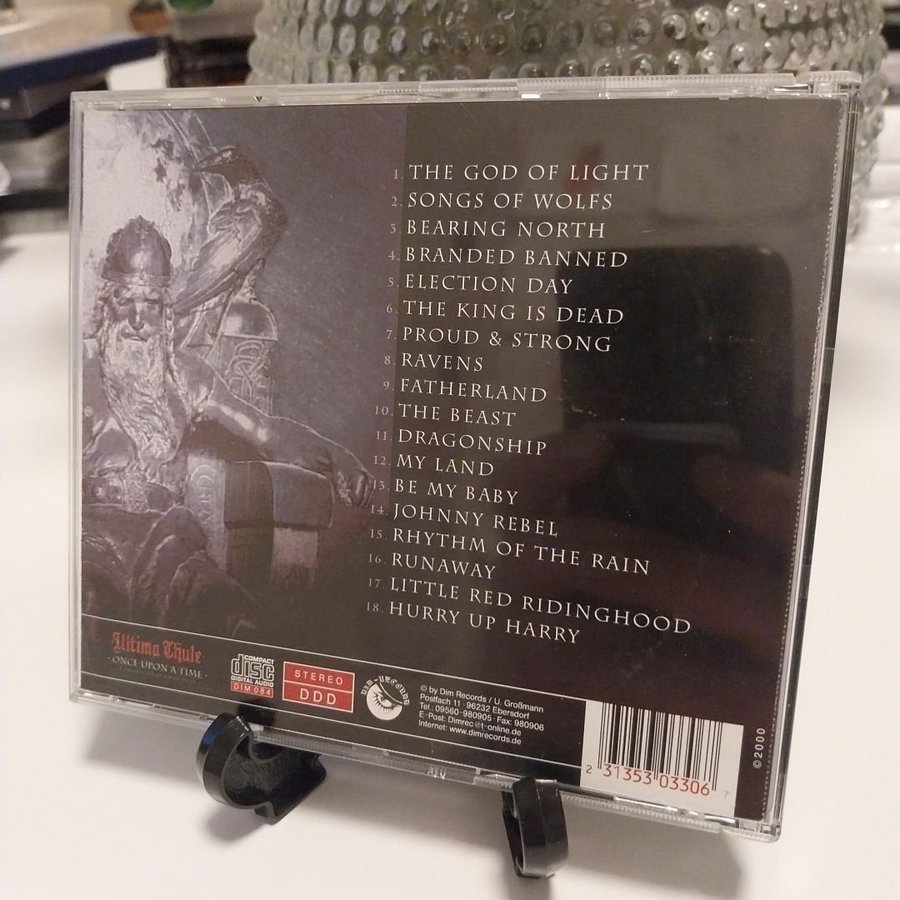 1. THE GOD OF LIGHT
2. SONGS OF WOLFS
3. BEARING NORTH
4. BRANDED BANNED
5. ELECTION DAY
6. THE KING IS DEAD
7. PROUD & STRONG
8. RAVENS
9. FATHERLAND
10. THE BEAST
11. DRAGONSHIP
12. MY LAND
13. BE MY BABY
14. JOHNNY REBEL
15. RHYTHM OF THE RAIN
16. RUNAWAY
17. LITTLE RED RIDINGHOOD
18. HURRY UP HARRY
Ultima Thule
- ONCE UPON A TIME -
COMPACT
disc
DIGITAL AUDIO
DIM 064
STEREO
DDD
DIM-RECORDS
© by Dim Records / U. Großmann
Postfach 11 · 96232 Ebersdorf
Tel.: 09560-980905 · Fax: 980906
E-Post: Dimrec@t-online.de
Internet: www.dimrecords.de
2 31353 03306 7
© 2000